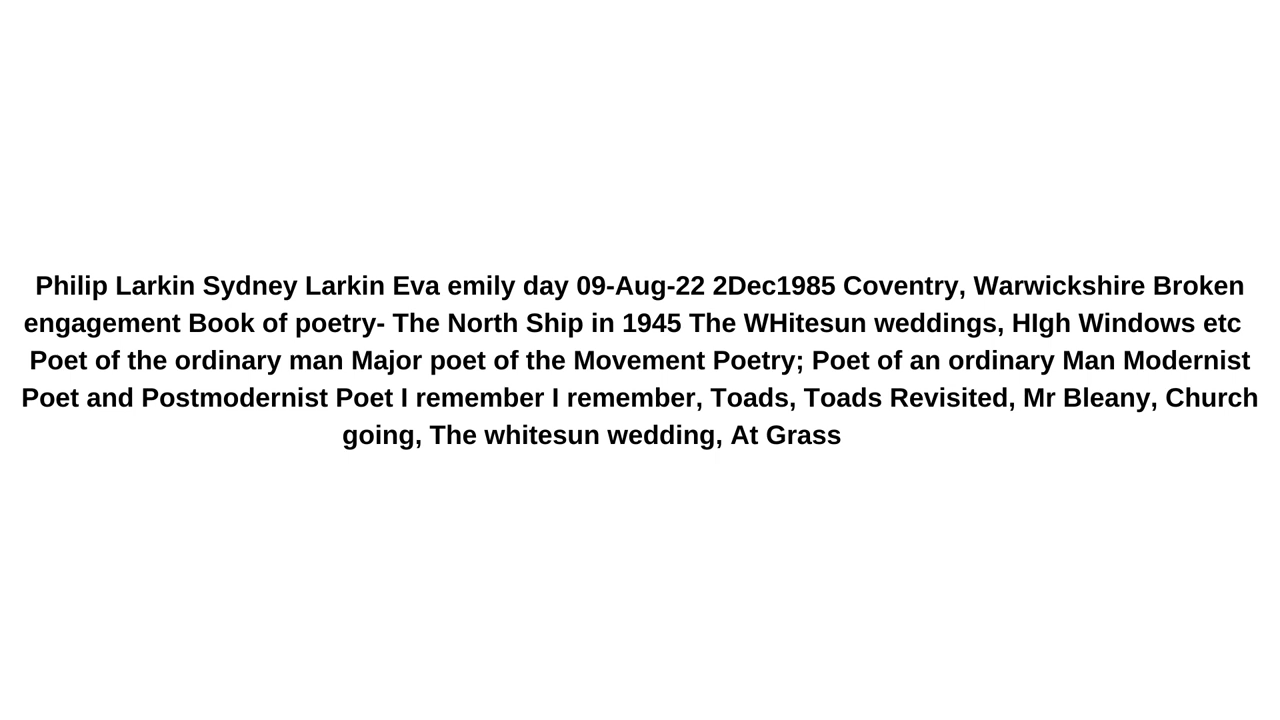 Philip Larkin Sydney Larkin Eva emily day 09-Aug-22 2Dec1985 Coventry, Warwickshire Broken
engagement Book of poetry- The North Ship in 1945 The WHitesun weddings, HIgh Windows etc
Poet of the ordinary man Major poet of the Movement Poetry; Poet of an ordinary Man Modernist
Poet and Postmodernist Poet I remember I remember, Toads, Toads Revisited, Mr Bleany, Church
going, The whitesun wedding, At Grass